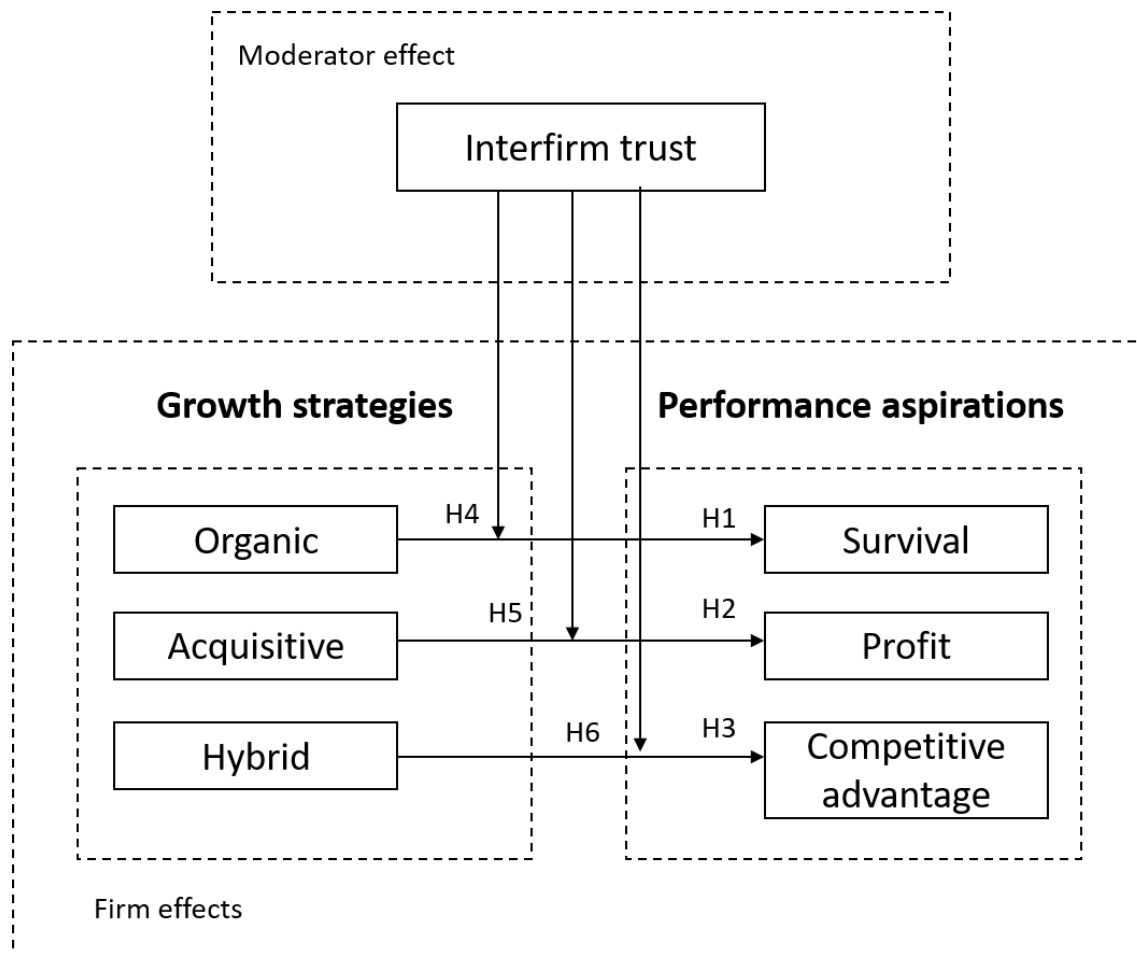 Moderator effect
Interfirm trust
Growth strategies
Performance aspirations
H4
H1
Organic
Survival
H5
H2
Acquisitive
Profit
H6
H3
Hybrid
Competitive
advantage
Firm effects